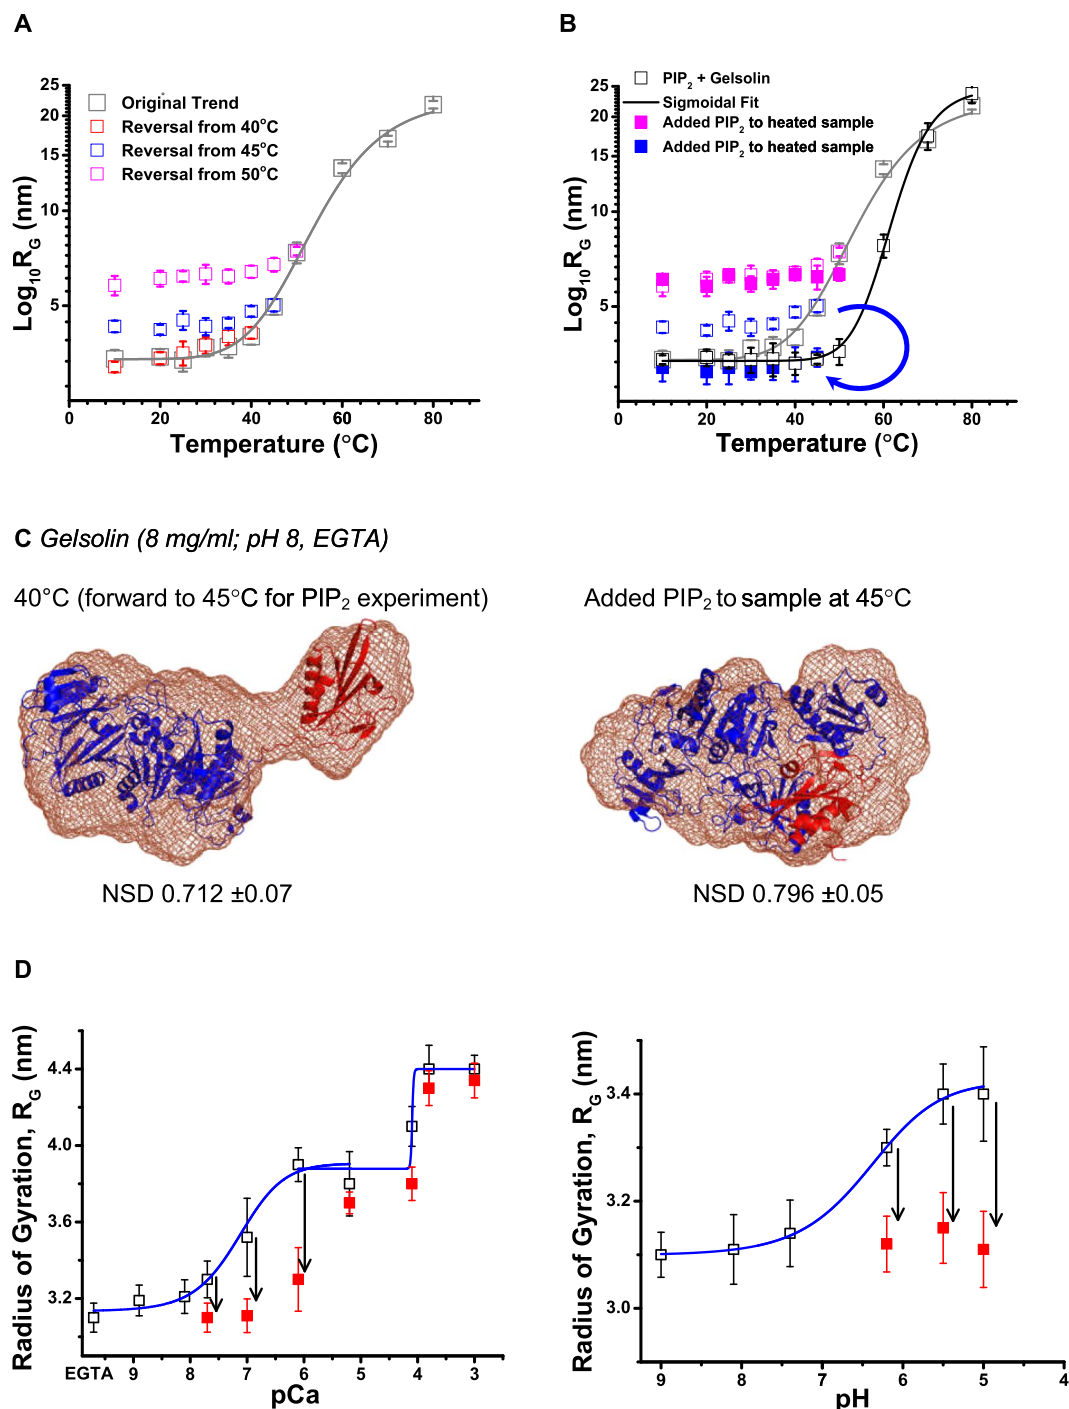 A
Log10RG (nm)
25
20
15
10
5
Original Trend
Reversal from 40°C
Reversal from 45°C
Reversal from 50°C
0 20 40 60 80
Temperature (°C)
B
Log10RG (nm)
25
20
15
10
5
PIP2 + Gelsolin
Sigmoidal Fit
Added PIP2 to heated sample
Added PIP2 to heated sample
0 20 40 60 80
Temperature (°C)
C Gelsolin (8 mg/ml; pH 8, EGTA)
40°C (forward to 45°C for PIP2 experiment)
Added PIP2 to sample at 45°C
NSD 0.712 ±0.07
NSD 0.796 ±0.05
D
Radius of Gyration, RG (nm)
4.4
4.0
3.6
3.2
EGTA 9 8 7 6 5 4 3
pCa
Radius of Gyration, RG (nm)
3.4
3.2
3.0
9 8 7 6 5 4
pH